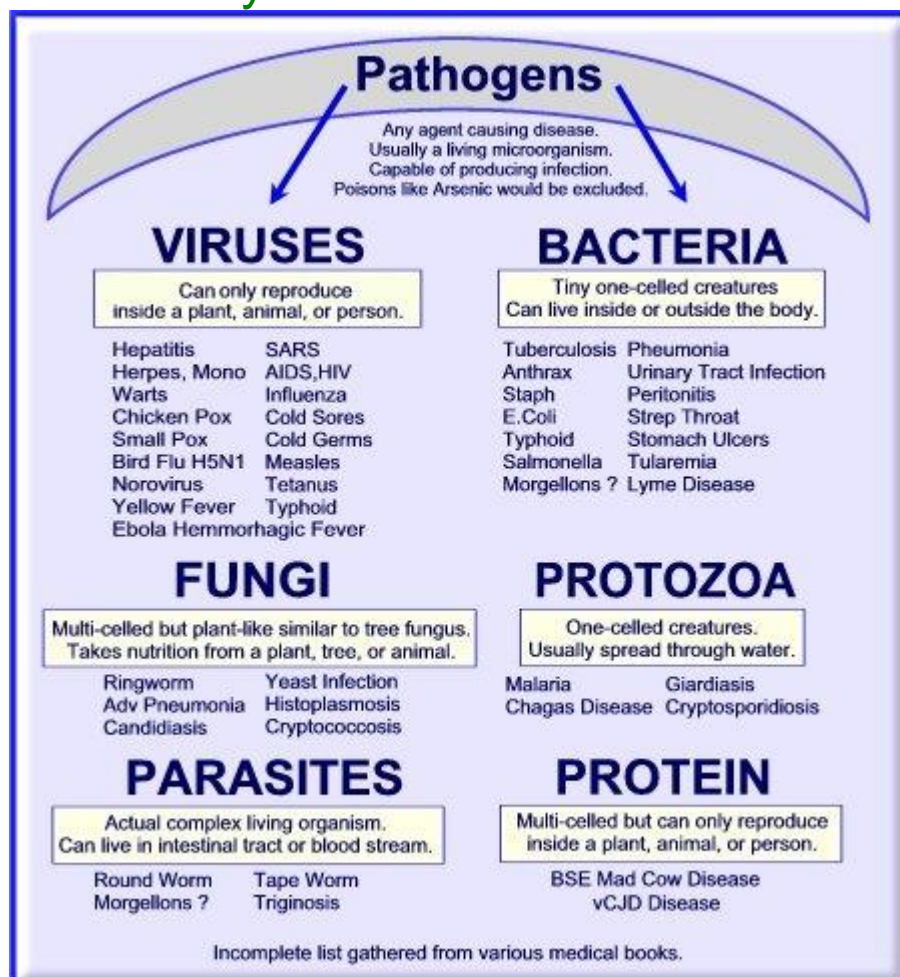 Pathogens
Any agent causing disease.
Usually a living microorganism.
Capable of producing infection.
Poisons like Arsenic would be excluded.
VIRUSES
Can only reproduce
inside a plant, animal, or person.
Hepatitis SARS
Herpes, Mono AIDS,HIV
Warts Influenza
Chicken Pox Cold Sores
Small Pox Cold Germs
Bird Flu H5N1 Measles
Norovirus Tetanus
Yellow Fever Typhoid
Ebola Hemmorhagic Fever
BACTERIA
Tiny one-celled creatures
Can live inside or outside the body.
Tuberculosis Pheumonia
Anthrax Urinary Tract Infection
Staph Peritonitis
E.Coli Strep Throat
Typhoid Stomach Ulcers
Salmonella Tularemia
Morgellons ? Lyme Disease
FUNGI
Multi-celled but plant-like similar to tree fungus.
Takes nutrition from a plant, tree, or animal.
Ringworm Yeast Infection
Adv Pneumonia Histoplasmosis
Candidiasis Cryptococcosis
PROTOZOA
One-celled creatures.
Usually spread through water.
Malaria Giardiasis
Chagas Disease Cryptosporidiosis
PARASITES
Actual complex living organism.
Can live in intestinal tract or blood stream.
Round Worm Tape Worm
Morgellons ? Triginosis
PROTEIN
Multi-celled but can only reproduce
inside a plant, animal, or person.
BSE Mad Cow Disease
vCJD Disease
Incomplete list gathered from various medical books.